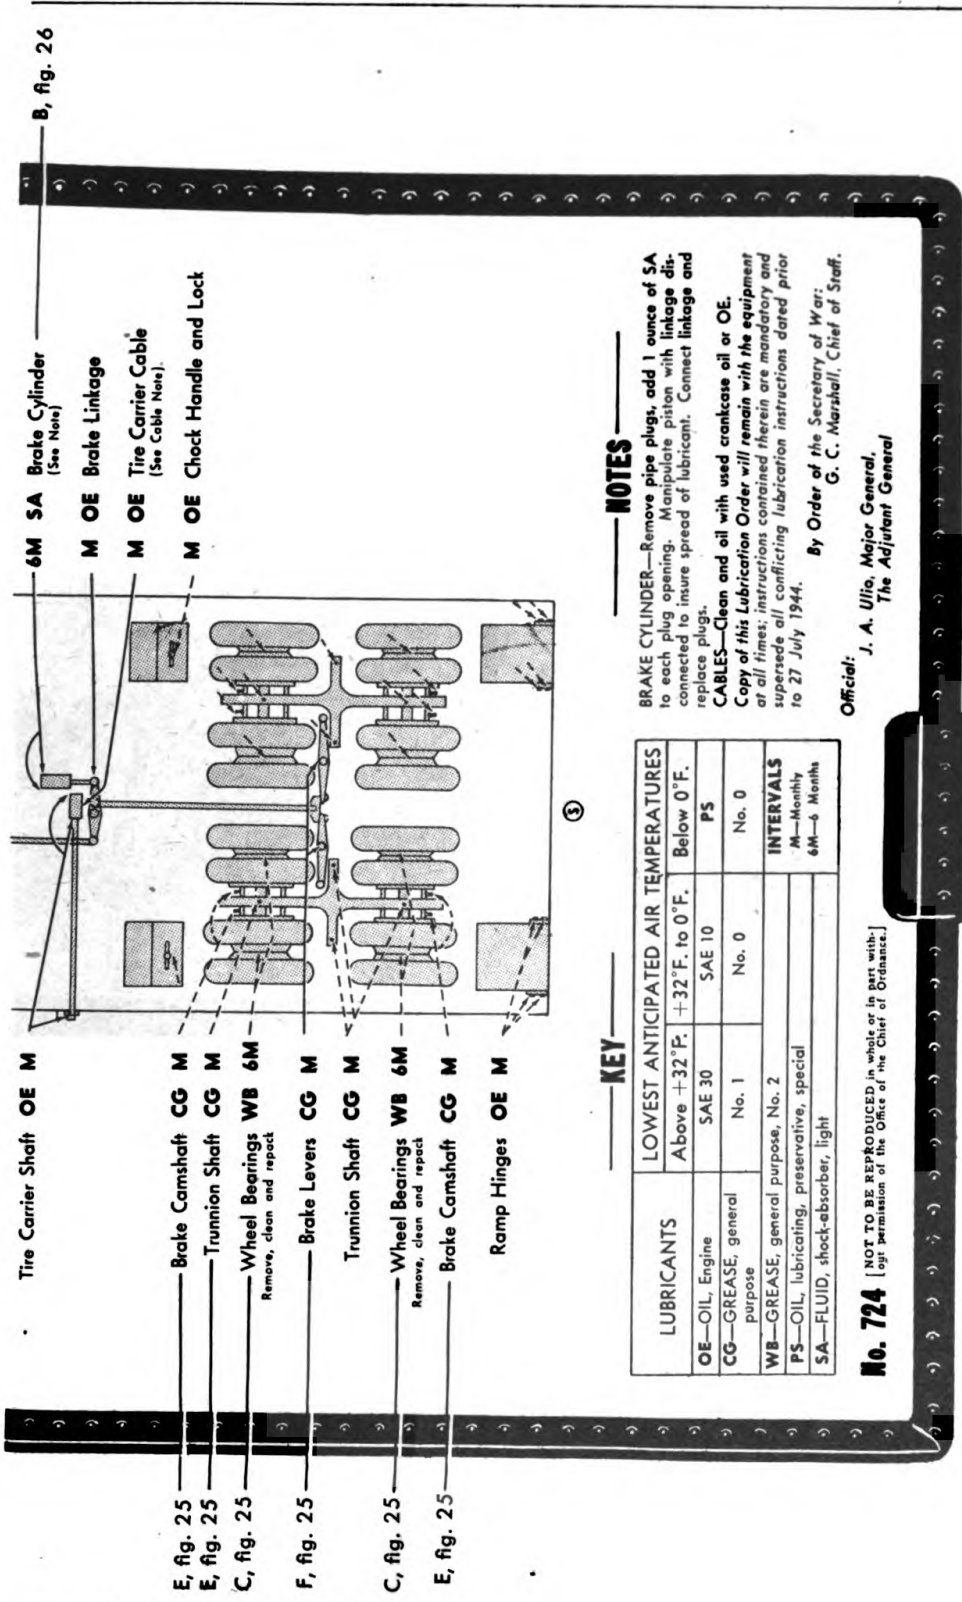 Tire Carrier Shaft OE M
E, fig. 25 Brake Camshaft CG M
E, fig. 25 Trunnion Shaft CG M
C, fig. 25 Wheel Bearings WB 6M
Remove, clean and repack
F, fig. 25 Brake Levers CG M
Trunnion Shaft CG M
C, fig. 25 Wheel Bearings WB 6M
Remove, clean and repack
E, fig. 25 Brake Camshaft CG M
Ramp Hinges OE M
6M SA Brake Cylinder B, fig. 26
(See Note)
M OE Brake Linkage
M OE Tire Carrier Cable
(See Cable Note)
M OE Chock Handle and Lock
S
KEY
LUBRICANTS
LOWEST ANTICIPATED AIR TEMPERATURES
Above +32°F. +32°F. to 0°F. Below 0°F.
OE—OIL, Engine SAE 30 SAE 10 PS
CG—GREASE, general No. 1 No. 0 No. 0
purpose
WB—GREASE, general purpose, No. 2
PS—OIL, lubricating, preservative, special
SA—FLUID, shock-absorber, light
INTERVALS
M—Monthly
6M—6 Months
NOTES
BRAKE CYLINDER—Remove pipe plugs, add 1 ounce of SA
to each plug opening. Manipulate piston with linkage dis-
connected to insure spread of lubricant. Connect linkage and
replace plugs.
CABLES—Clean and oil with used crankcase oil or OE.
Copy of this Lubrication Order will remain with the equipment
at all times; instructions contained therein are mandatory and
supersede all conflicting lubrication instructions dated prior
to 27 July 1944.
By Order of the Secretary of War:
G. C. Marshall, Chief of Staff.
Official:
J. A. Ulio, Major General,
The Adjutant General
No. 724 [NOT TO BE REPRODUCED in whole or in part with-]
[out permission of the Office of the Chief of Ordnance.]